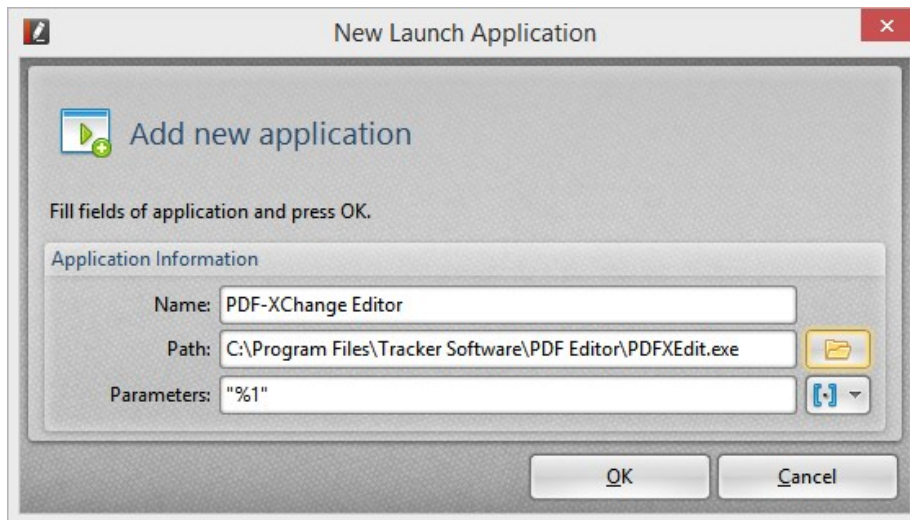 New Launch Application
Add new application
Fill fields of application and press OK.
Application Information
Name: PDF-XChange Editor
Path: C:\Program Files\Tracker Software\PDF Editor\PDFXEdit.exe
Parameters: "%1"
OK Cancel